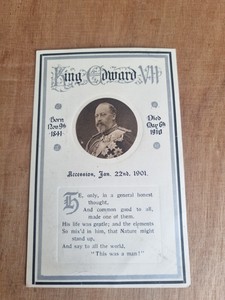 King Edward VII
Born
Nov 9th
1841
Died
May 6th
1910
Accession, Jan. 22nd. 1901.
He, only, in a general honest
thought,
And common good to all,
made one of them.
His life was gentle; and the elements
So mix'd in him, that Nature might
stand up,
And say to all the world,
"This was a man!"